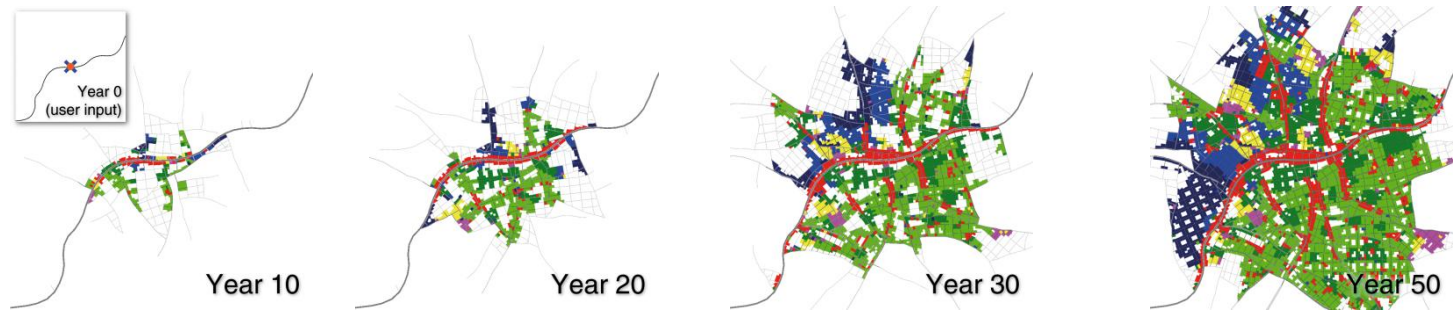 Year 0
(user input)
Year 10
Year 20
Year 30
Year 50